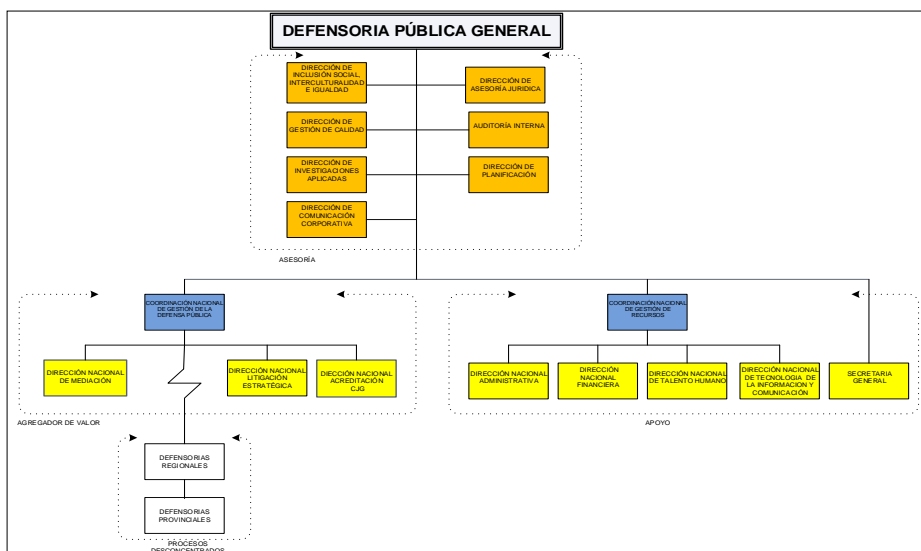 DEFENSORIA PÚBLICA GENERAL
DIRECCIÓN DE
INCLUSIÓN SOCIAL,
INTERCULTURALIDAD
E IGUALDAD
DIRECCIÓN DE
ASESORÍA JURIDICA
DIRECCIÓN DE
GESTIÓN DE CALIDAD
AUDITORÍA INTERNA
DIRECCIÓN DE
INVESTIGACIONES
APLICADAS
DIRECCIÓN DE
PLANIFICACIÓN
DIRECCIÓN DE
COMUNICACIÓN
CORPORATIVA
ASESORÍA
COORDINACIÓN NACIONAL
DE GESTIÓN DE LA
DEFENSA PÚBLICA
COORDINACIÓN NACIONAL
DE GESTIÓN DE
RECURSOS
DIRECCIÓN NACIONAL
DE MEDIACIÓN
DIRECCIÓN NACIONAL
LITIGACIÓN
ESTRATÉGICA
DIECCIÓN NACIONAL
ACREDITACIÓN
CJG
DIRECCIÓN NACIONAL
ADMINISTRATIVA
DIRECCIÓN
NACIONAL
FINANCIERA
DIRECCIÓN NACIONAL
DE TALENTO HUMANO
DIRECCIÓN NACIONAL
DE TECNOLOGIA DE
LA INFORMACION Y
COMUNICACIÓN
SECRETARIA
GENERAL
AGREGADOR DE VALOR
APOYO
DEFENSORIAS
REGIONALES
DEFENSORIAS
PROVINCIALES
PROCESOS
DESCONCENTRADOS